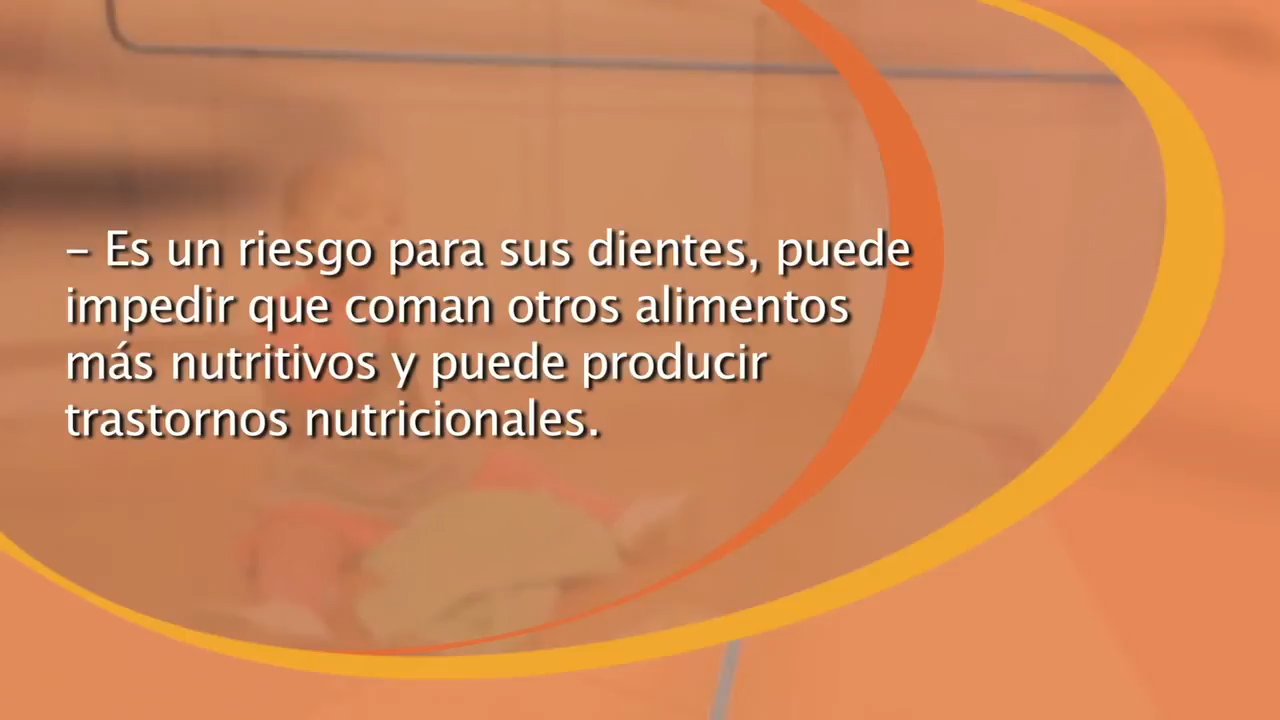 – Es un riesgo para sus dientes, puede
impedir que coman otros alimentos
más nutritivos y puede producir
trastornos nutricionales.